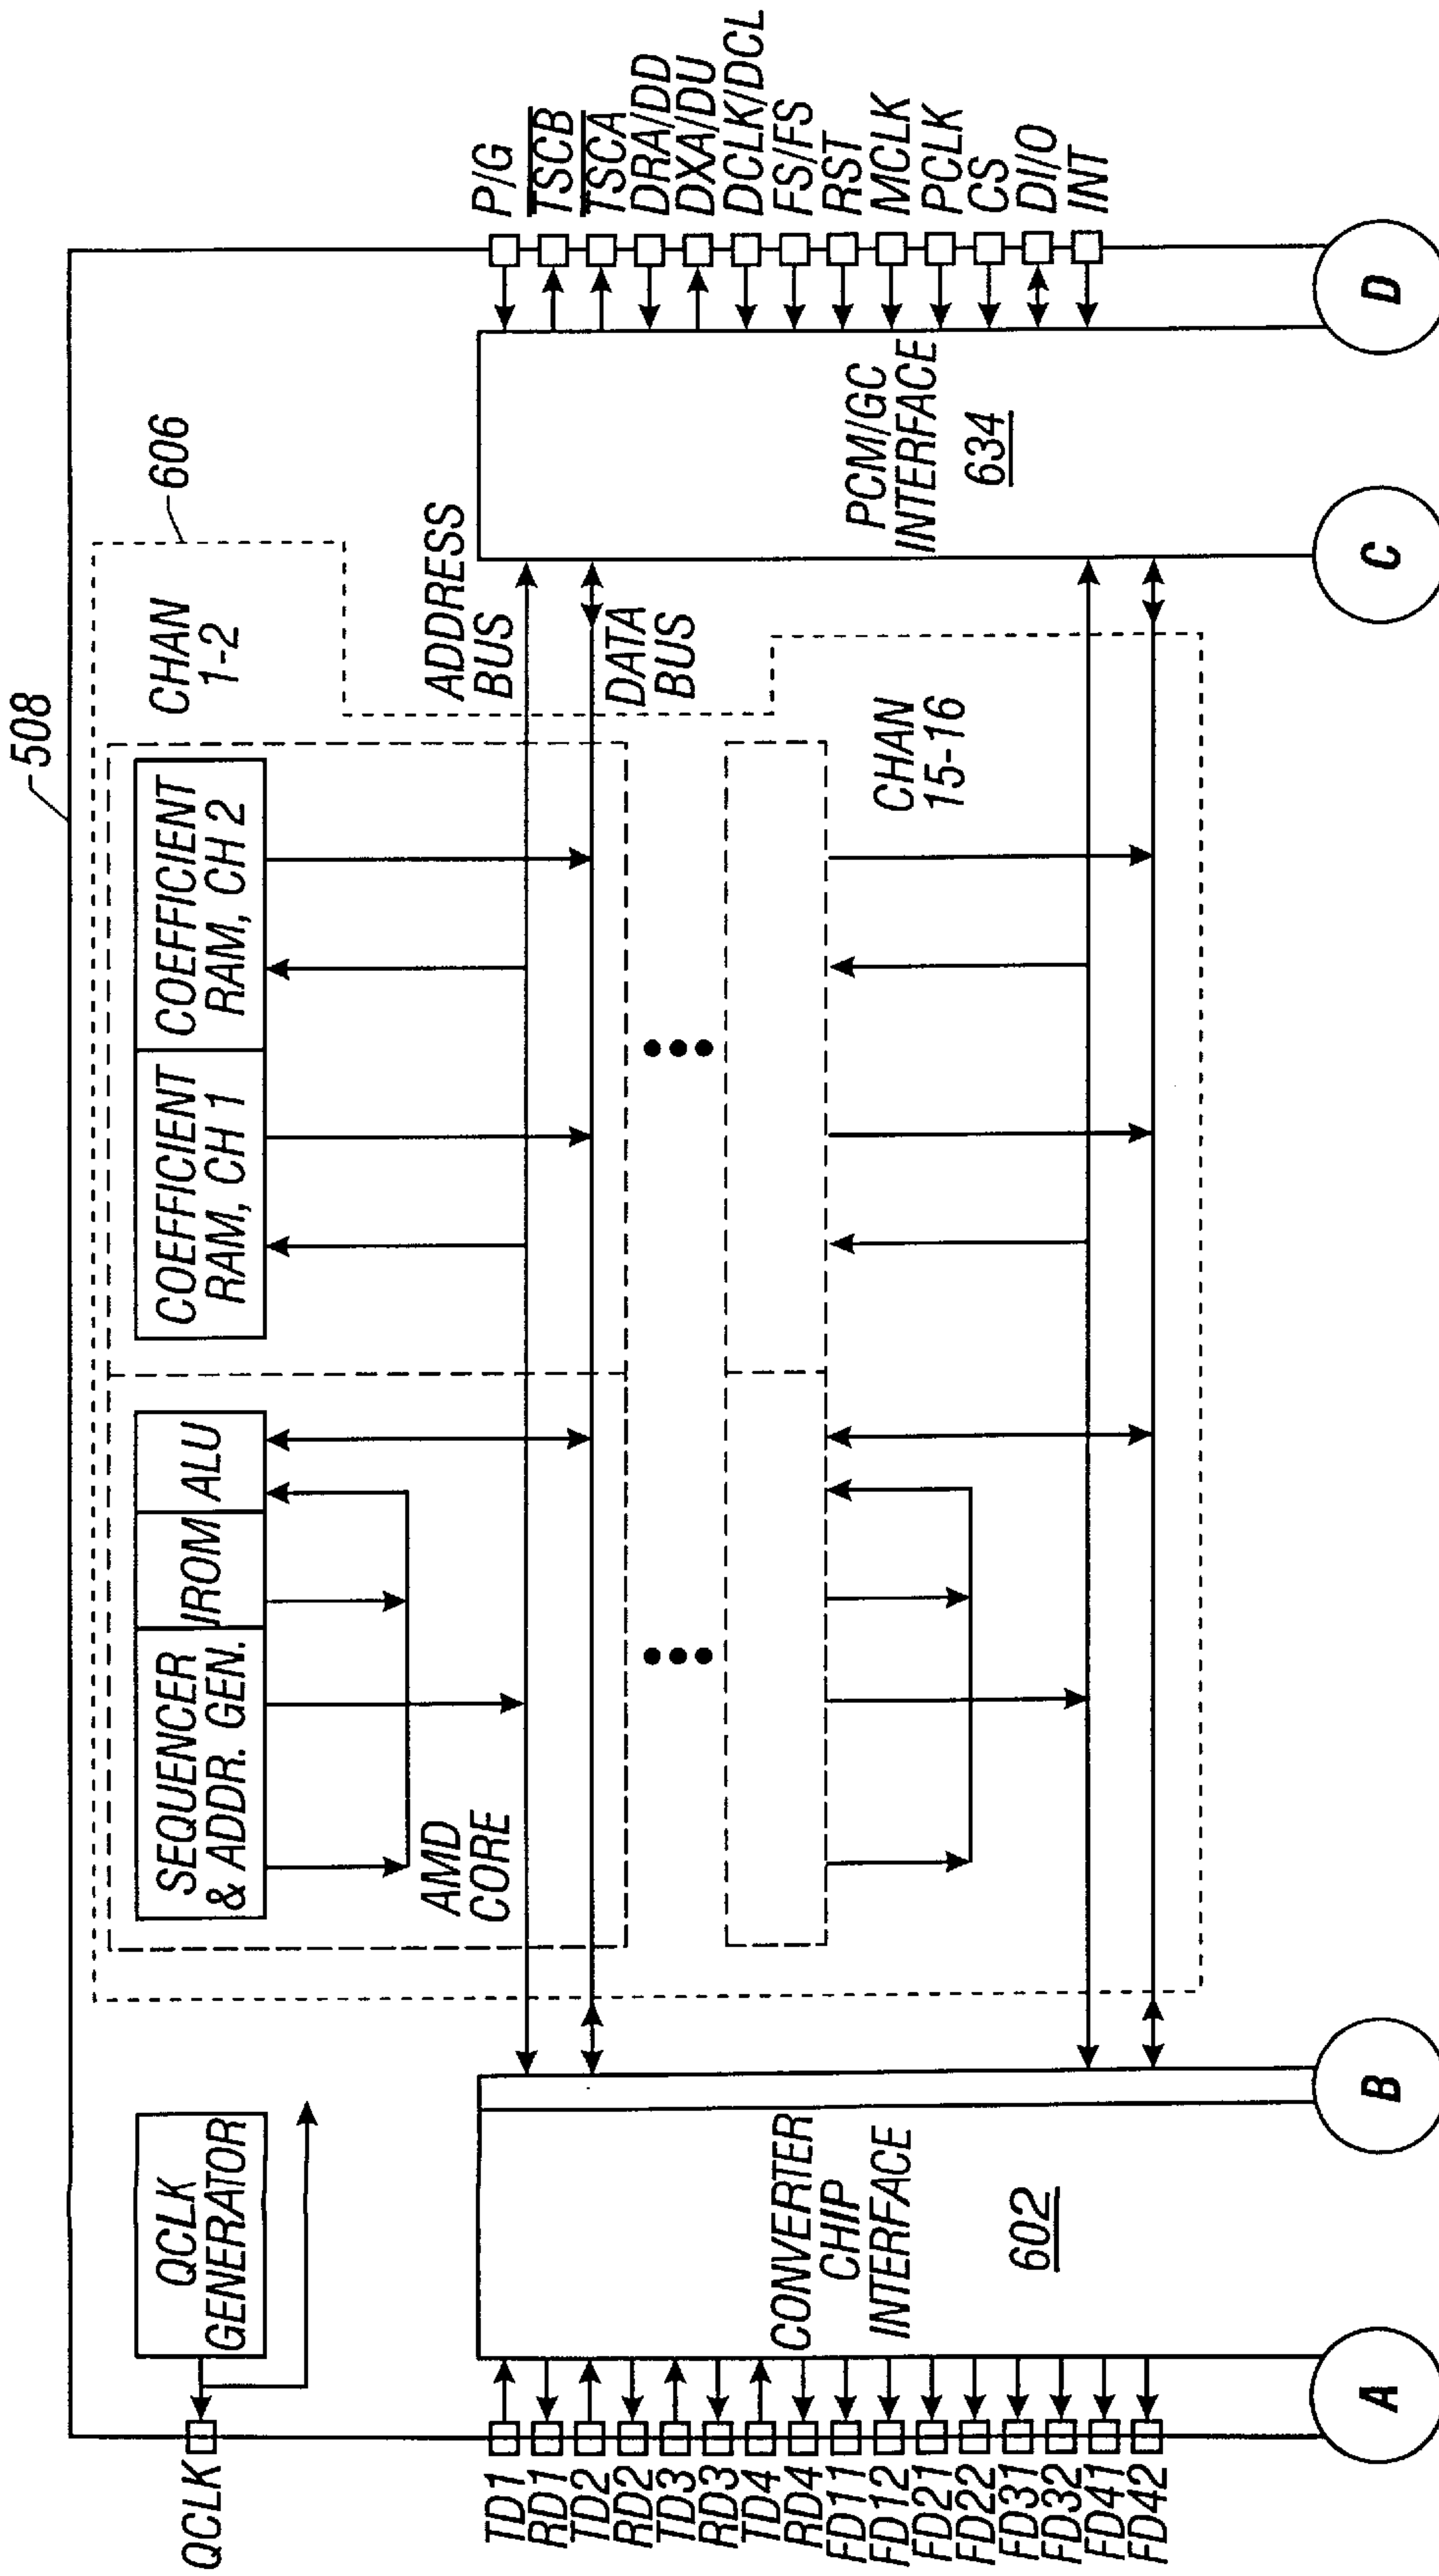 508
606
QCLK
QCLK
GENERATOR
SEQUENCER
& ADDR. GEN.
IROM
ALU
COEFFICIENT
RAM, CH 1
COEFFICIENT
RAM, CH 2
CHAN
1-2
AMD
CORE
ADDRESS
BUS
DATA
BUS
CHAN
15-16
TD1
RD1
TD2
RD2
TD3
RD3
TD4
RD4
FD11
FD12
FD21
FD22
FD31
FD32
FD41
FD42
CONVERTER
CHIP
INTERFACE
602
PCM/GC
INTERFACE
634
P/G
TSCB
TSCA
DRA/DD
DXA/DU
DCLK/DCL
FS/FS
RST
MCLK
PCLK
CS
DI/O
INT
A
B
C
D